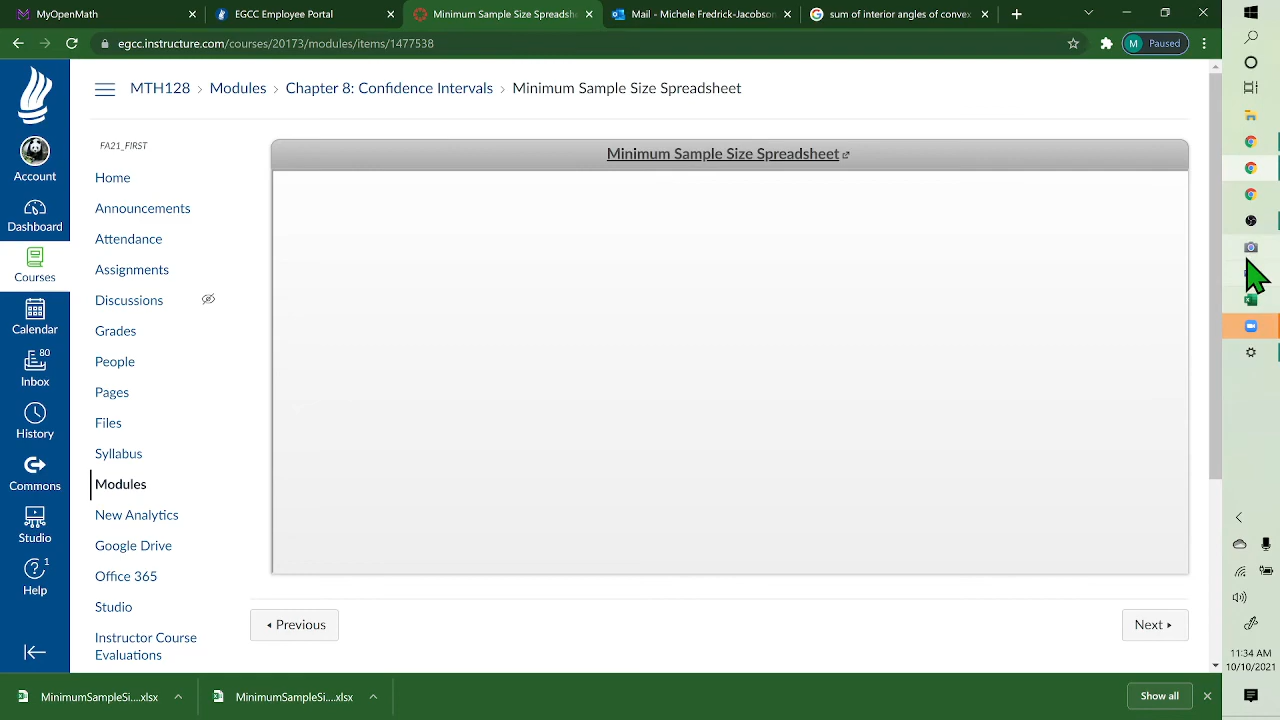 MyOpenMath
EGCC Employee Portal
Minimum Sample Size Spreadsh
Mail - Michele Fredrick-Jacobson
sum of interior angles of convex
egcc.instructure.com/courses/20173/modules/items/1477538
M Paused
MTH128 > Modules > Chapter 8: Confidence Intervals > Minimum Sample Size Spreadsheet
FA21_FIRST
Minimum Sample Size Spreadsheet
Account
Dashboard
Courses
Calendar
80
Inbox
History
Commons
Studio
1
Help
Home
Announcements
Attendance
Assignments
Discussions
Grades
People
Pages
Files
Syllabus
Modules
New Analytics
Google Drive
Office 365
Studio
Instructor Course
Evaluations
Previous
Next
11:34 AM
10/10/2021
MinimumSampleSi....xlsx
MinimumSampleSi....xlsx
Show all